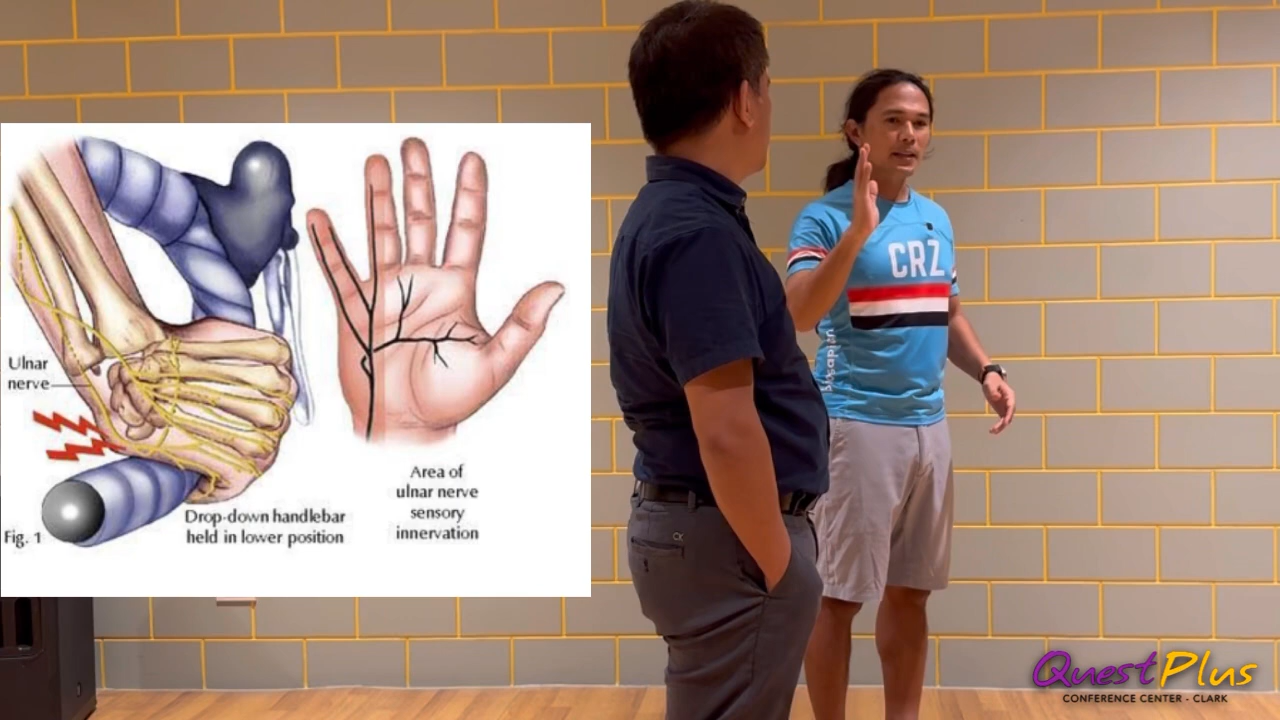 Ulnar
nerve
Fig. 1
Drop-down handlebar
held in lower position
Area of
ulnar nerve
sensory
innervation
CRZ
CK
QuestPlus
CONFERENCE CENTER - CLARK